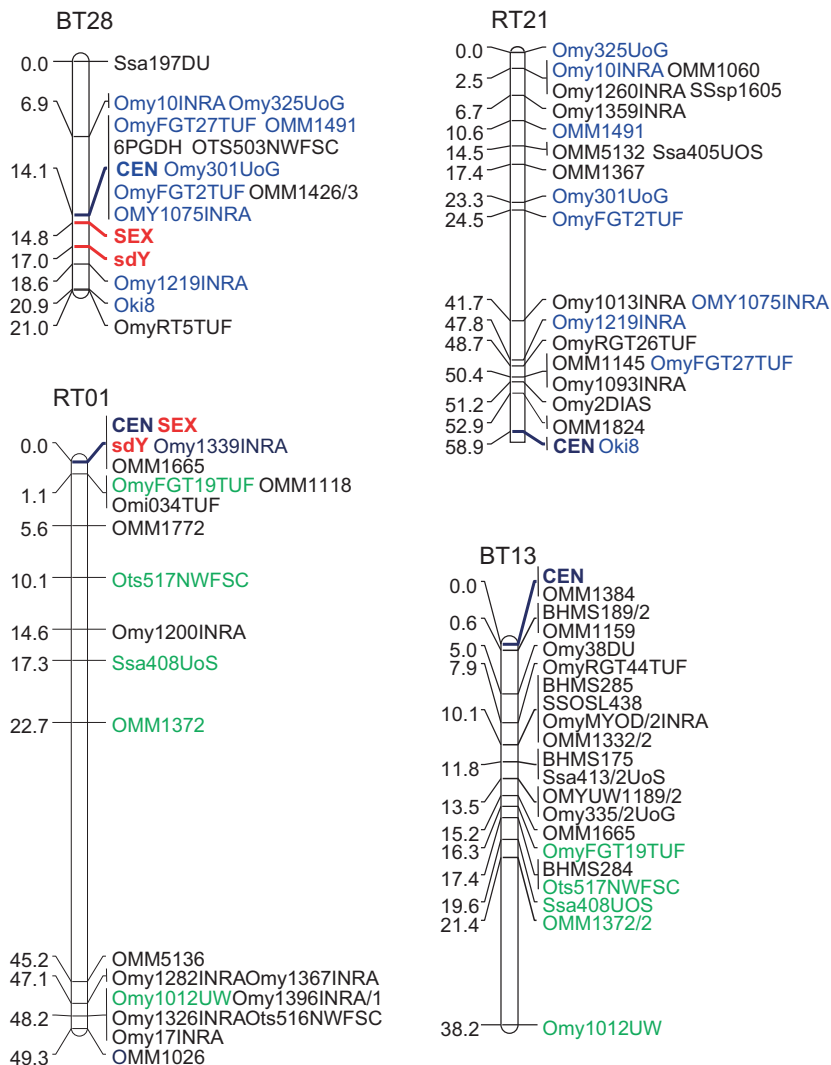 BT28
0.0 Ssa197DU
6.9 Omy10INRA Omy325UoG
OmyFGT27TUF OMM1491
6PGDH OTS503NWFSC
14.1 CEN Omy301UoG
OmyFGT2TUF OMM1426/3
OMY1075INRA
14.8 SEX
17.0 sdY
18.6 Omy1219INRA
20.9 Oki8
21.0 OmyRT5TUF
RT21
0.0 Omy325UoG
2.5 Omy10INRA OMM1060
Omy1260INRA SSsp1605
6.7 Omy1359INRA
10.6 OMM1491
14.5 OMM5132 Ssa405UOS
17.4 OMM1367
23.3 Omy301UoG
24.5 OmyFGT2TUF
41.7 Omy1013INRA OMY1075INRA
47.8 Omy1219INRA
48.7 OmyRGT26TUF
50.4 OMM1145 OmyFGT27TUF
Omy1093INRA
51.2 Omy2DIAS
52.9 OMM1824
58.9 CEN Oki8
RT01
CEN SEX
0.0 sdY Omy1339INRA
OMM1665
1.1 OmyFGT19TUF OMM1118
Omi034TUF
5.6 OMM1772
10.1 Ots517NWFSC
14.6 Omy1200INRA
17.3 Ssa408UoS
22.7 OMM1372
45.2 OMM5136
47.1 Omy1282INRAOmy1367INRA
Omy1012UWOmy1396INRA/1
48.2 Omy1326INRAOts516NWFSC
Omy17INRA
49.3 OMM1026
BT13
0.0 CEN
OMM1384
0.6 BHMS189/2
OMM1159
5.0 Omy38DU
7.9 OmyRGT44TUF
BHMS285
SSOSL438
10.1 OmyMYOD/2INRA
OMM1332/2
11.8 BHMS175
Ssa413/2UoS
13.5 OMYUW1189/2
Omy335/2UoG
15.2 OMM1665
16.3 OmyFGT19TUF
17.4 BHMS284
Ots517NWFSC
19.6 Ssa408UOS
21.4 OMM1372/2
38.2 Omy1012UW